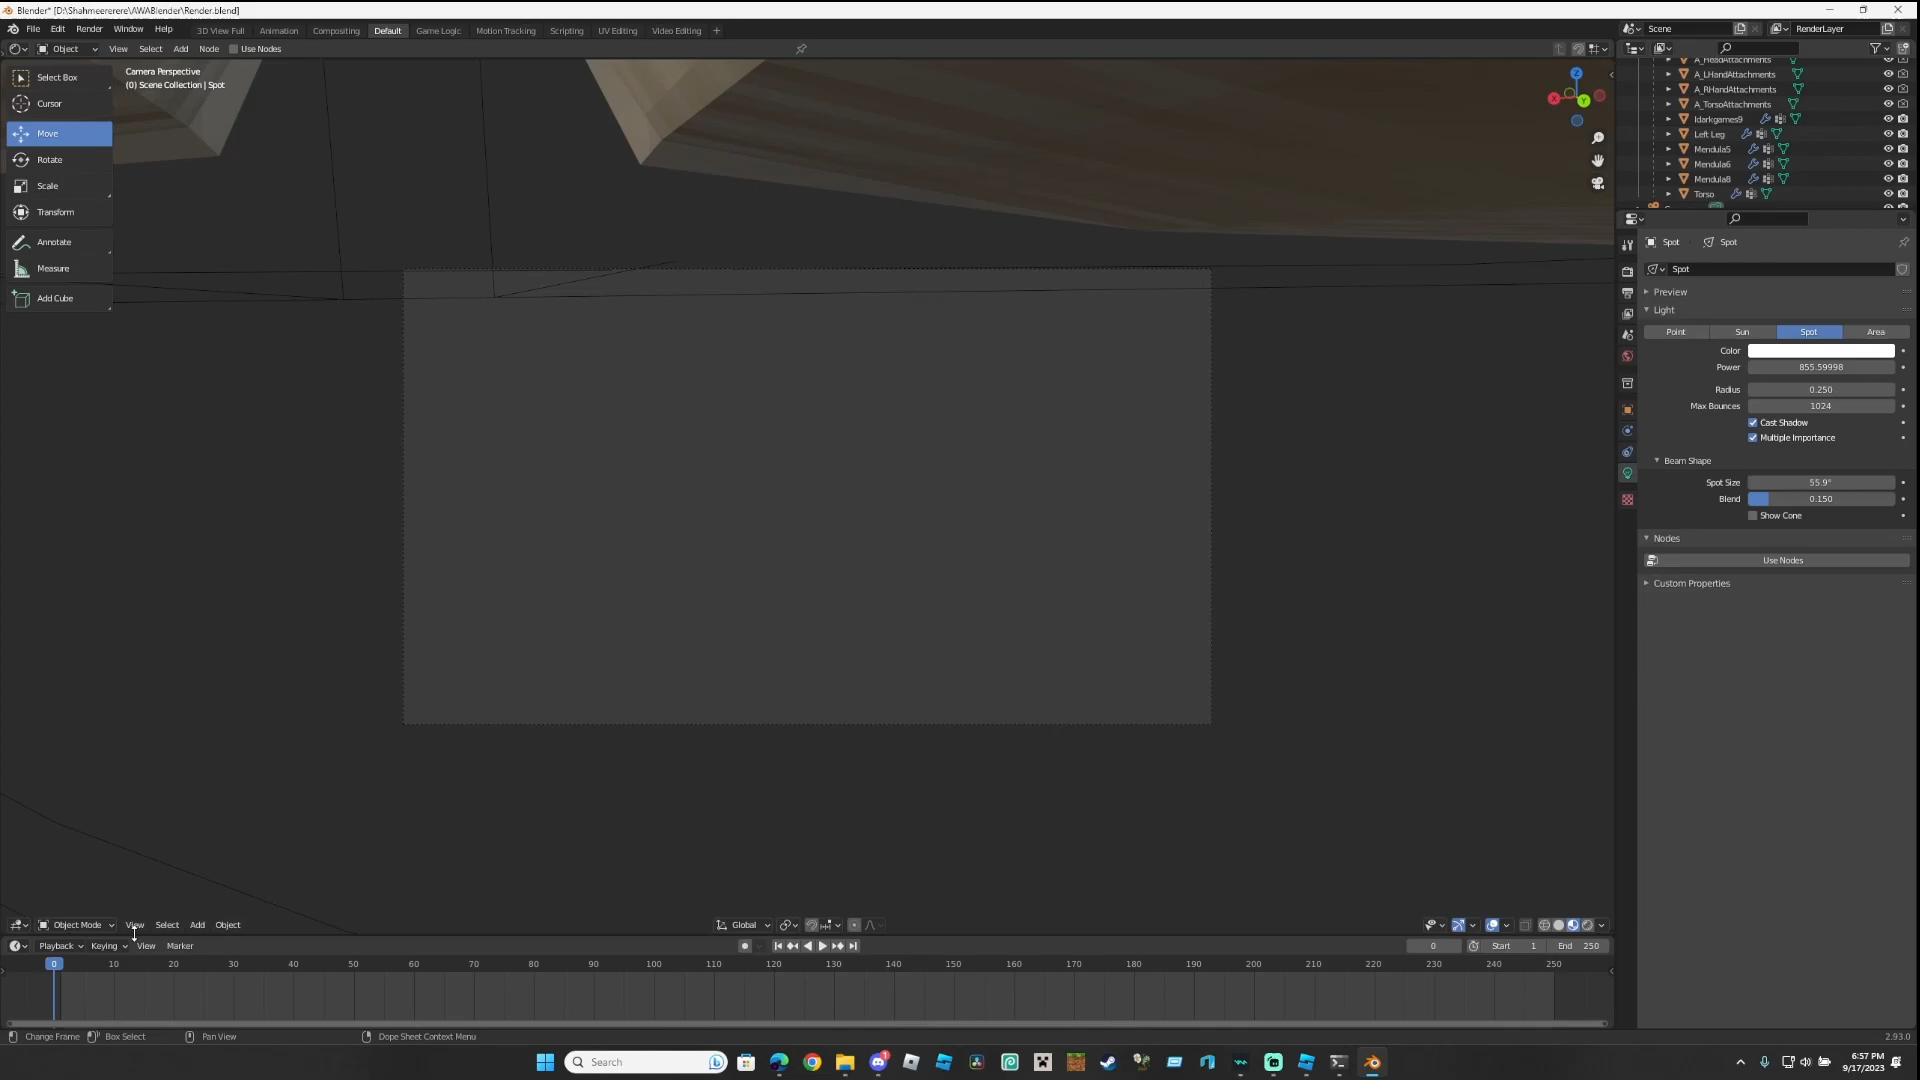 Blender* [D:\Shahmeererere\AWABlender\Render.blend]
File Edit Render Window Help 3D View Full Animation Compositing Default Game Logic Motion Tracking Scripting UV Editing Video Editing +
Scene
RenderLayer
Object View Select Add Node Use Nodes
Select Box
Cursor
Move
Rotate
Scale
Transform
Annotate
Measure
Add Cube
Camera Perspective
(0) Scene Collection | Spot
Z
X
Y
A_HeadAttachments
A_LHandAttachments
A_RHandAttachments
A_TorsoAttachments
Idarkgames9
Left Leg
Mendula5
Mendula6
Mendula8
Torso
Spot Spot
Spot
Preview
Light
Point Sun Spot Area
Color
Power 855.59998
Radius 0.250
Max Bounces 1024
Cast Shadow
Multiple Importance
Beam Shape
Spot Size 55.9°
Blend 0.150
Show Cone
Nodes
Use Nodes
Custom Properties
Object Mode View Select Add Object Global
Playback Keying View Marker 0 Start 1 End 250
0 10 20 30 40 50 60 70 80 90 100 110 120 130 140 150 160 170 180 190 200 210 220 230 240 250
Change Frame Box Select Pan View Dope Sheet Context Menu 2.93.0
Search
1
6:57 PM
9/17/2023